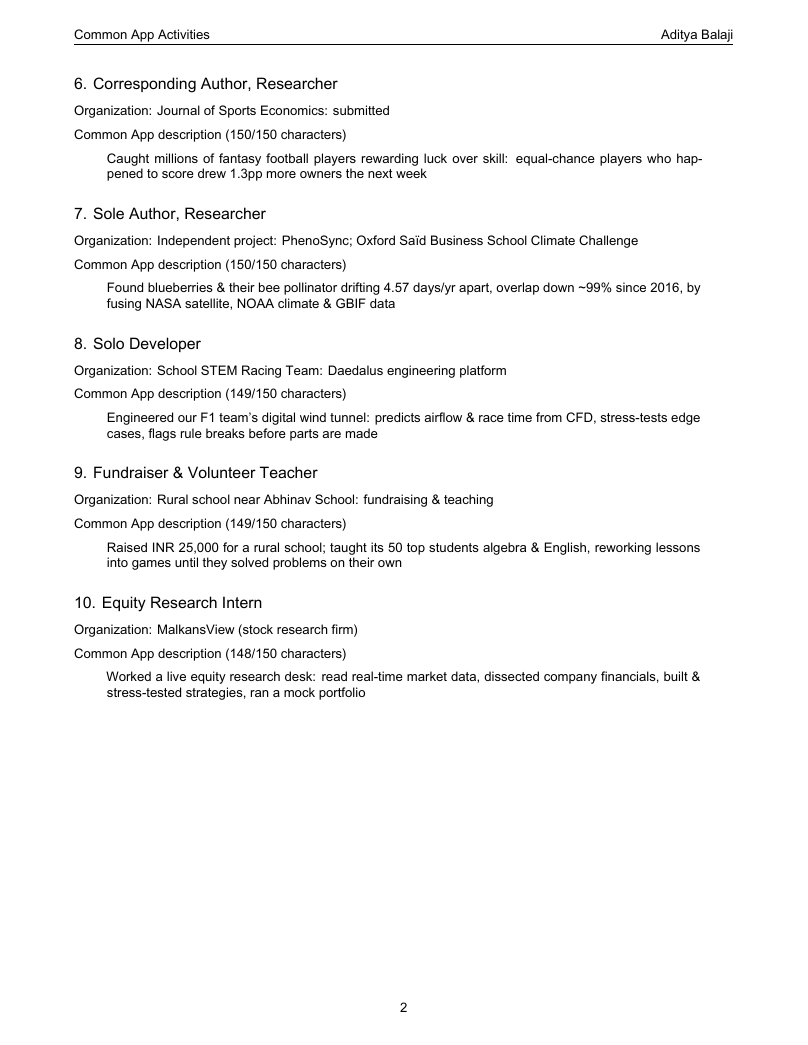 Common App Activities
Aditya Balaji
6. Corresponding Author, Researcher
Organization: Journal of Sports Economics: submitted
Common App description (150/150 characters)
Caught millions of fantasy football players rewarding luck over skill: equal-chance players who hap-
pened to score drew 1.3pp more owners the next week
7. Sole Author, Researcher
Organization: Independent project: PhenoSync; Oxford Saïd Business School Climate Challenge
Common App description (150/150 characters)
Found blueberries & their bee pollinator drifting 4.57 days/yr apart, overlap down ~99% since 2016, by
fusing NASA satellite, NOAA climate & GBIF data
8. Solo Developer
Organization: School STEM Racing Team: Daedalus engineering platform
Common App description (149/150 characters)
Engineered our F1 team's digital wind tunnel: predicts airflow & race time from CFD, stress-tests edge
cases, flags rule breaks before parts are made
9. Fundraiser & Volunteer Teacher
Organization: Rural school near Abhinav School: fundraising & teaching
Common App description (149/150 characters)
Raised INR 25,000 for a rural school; taught its 50 top students algebra & English, reworking lessons
into games until they solved problems on their own
10. Equity Research Intern
Organization: MalkansView (stock research firm)
Common App description (148/150 characters)
Worked a live equity research desk: read real-time market data, dissected company financials, built &
stress-tested strategies, ran a mock portfolio
2